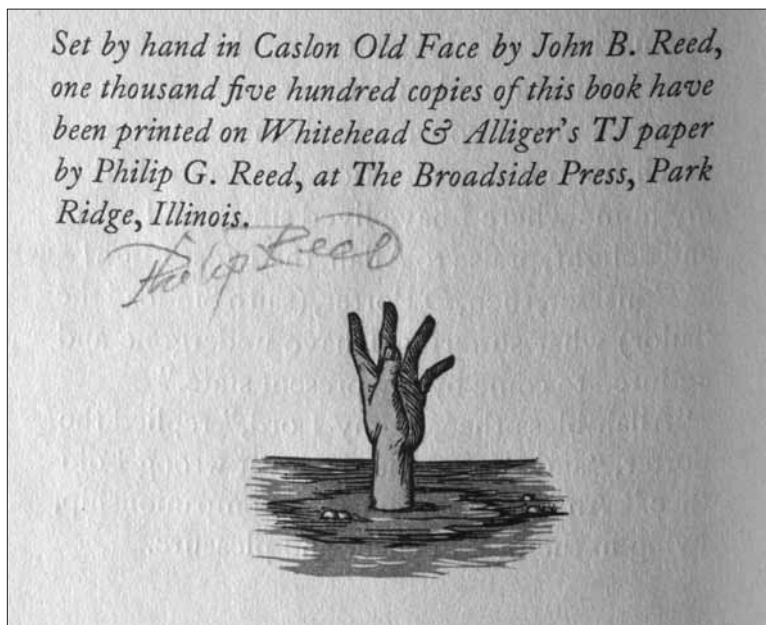 Set by hand in Caslon Old Face by John B. Reed,
one thousand five hundred copies of this book have
been printed on Whitehead & Alliger's TJ paper
by Philip G. Reed, at The Broadside Press, Park
Ridge, Illinois.
Philip Reed